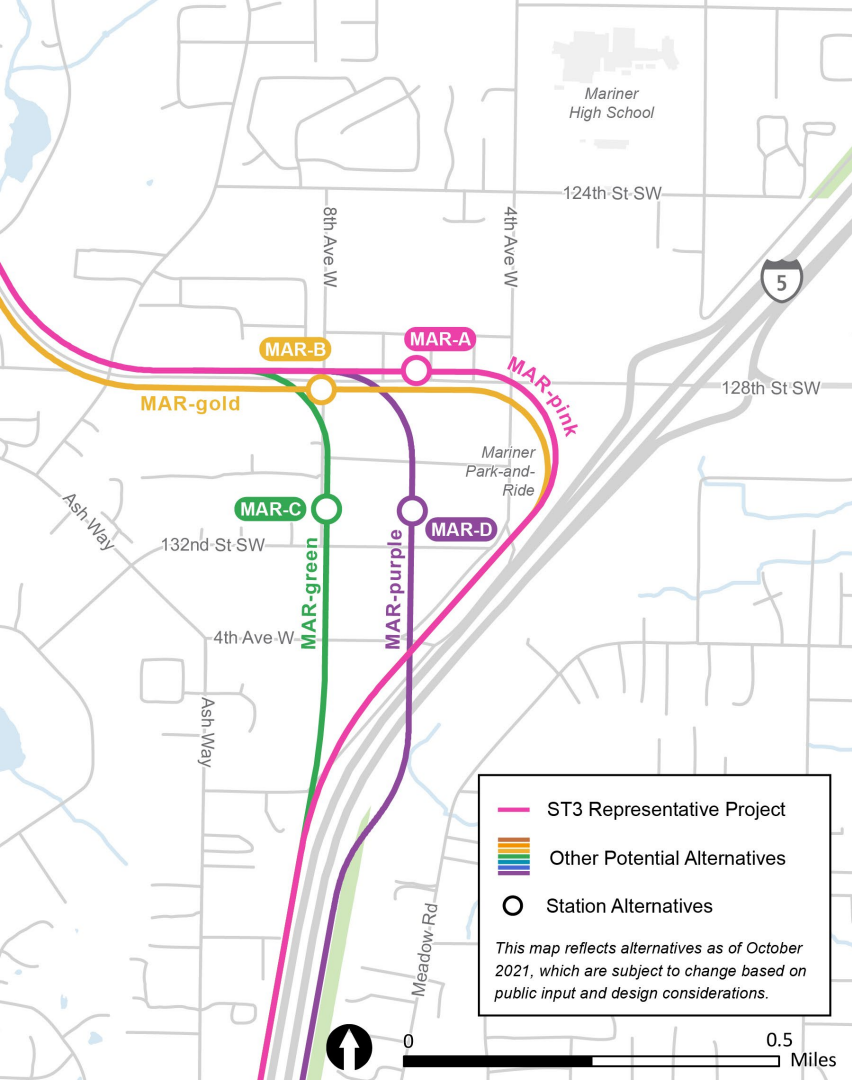 Mariner
High School
124th St SW
8th Ave W
4th Ave W
5
MAR-B
MAR-A
MAR-pink
MAR-gold
128th St SW
Mariner
Park-and-
Ride
MAR-C
MAR-D
Ash Way
132nd St SW
MAR-green
MAR-purple
4th Ave W
Ash Way
Meadow Rd
ST3 Representative Project
Other Potential Alternatives
Station Alternatives
This map reflects alternatives as of October
2021, which are subject to change based on
public input and design considerations.
0
0.5
Miles